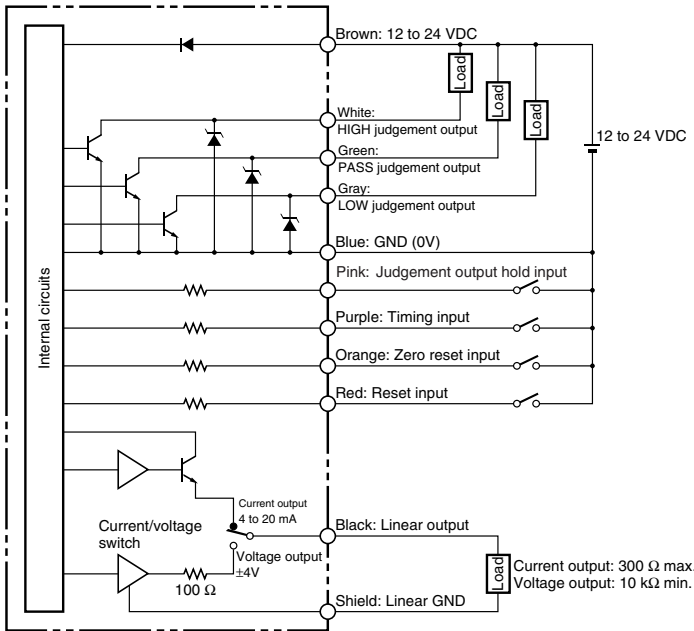 Brown: 12 to 24 VDC
Load
Load
Load
12 to 24 VDC
White:
HIGH judgement output
Green:
PASS judgement output
Gray:
LOW judgement output
Blue: GND (0V)
Pink: Judgement output hold input
Purple: Timing input
Orange: Zero reset input
Red: Reset input
Internal circuits
Current output
4 to 20 mA
Current/voltage
switch
Voltage output
±4V
100 Ω
Black: Linear output
Load
Current output: 300 Ω max.
Voltage output: 10 kΩ min.
Shield: Linear GND